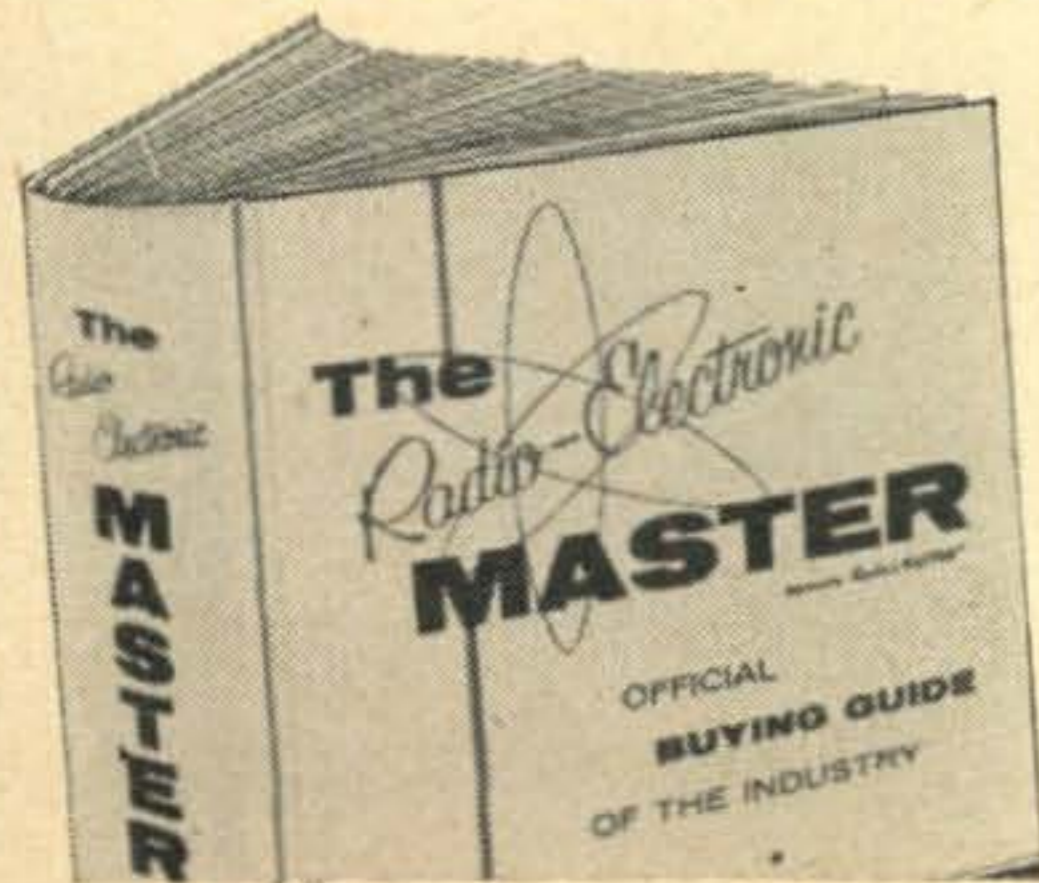 The
Radio
Electronic
MASTER
The
Radio-Electronic
MASTER
OFFICIAL
BUYING GUIDE
OF THE INDUSTRY